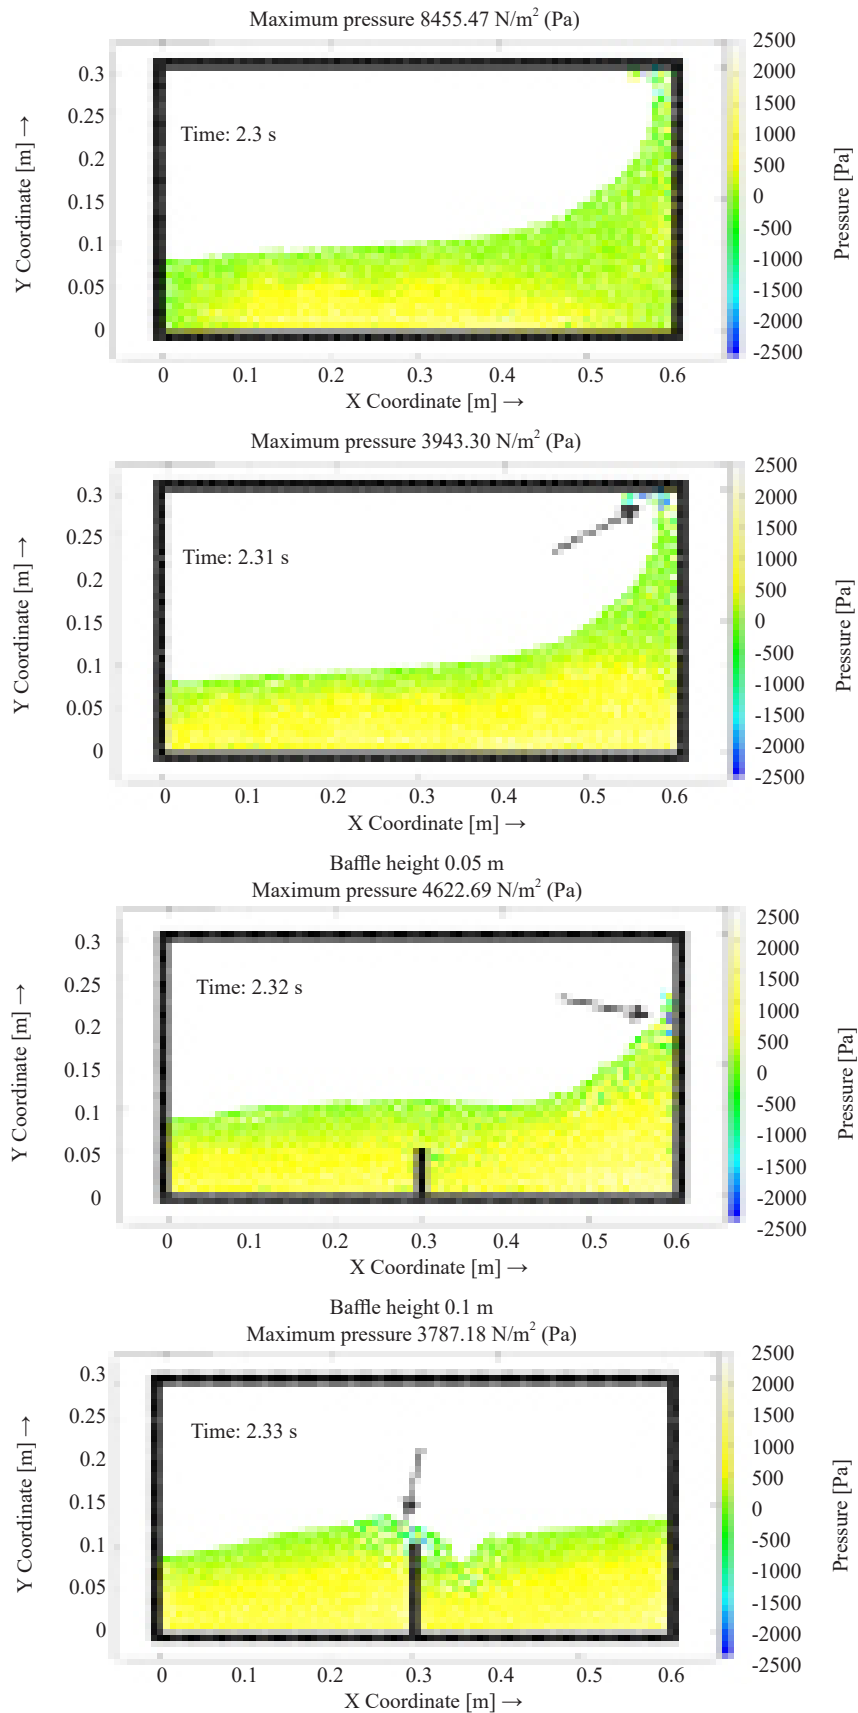 Maximum pressure 8455.47 N/m² (Pa)
Time: 2.3 s
Y Coordinate [m] →
0.3
0.25
0.2
0.15
0.1
0.05
0
0 0.1 0.2 0.3 0.4 0.5 0.6
X Coordinate [m] →
2500
2000
1500
1000
500
0
-500
-1000
-1500
-2000
-2500
Pressure [Pa]
Maximum pressure 3943.30 N/m² (Pa)
Time: 2.31 s
Y Coordinate [m] →
0.3
0.25
0.2
0.15
0.1
0.05
0
0 0.1 0.2 0.3 0.4 0.5 0.6
X Coordinate [m] →
2500
2000
1500
1000
500
0
-500
-1000
-1500
-2000
-2500
Pressure [Pa]
Baffle height 0.05 m
Maximum pressure 4622.69 N/m² (Pa)
Time: 2.32 s
Y Coordinate [m] →
0.3
0.25
0.2
0.15
0.1
0.05
0
0 0.1 0.2 0.3 0.4 0.5 0.6
X Coordinate [m] →
2500
2000
1500
1000
500
0
-500
-1000
-1500
-2000
-2500
Pressure [Pa]
Baffle height 0.1 m
Maximum pressure 3787.18 N/m² (Pa)
Time: 2.33 s
Y Coordinate [m] →
0.3
0.25
0.2
0.15
0.1
0.05
0
0 0.1 0.2 0.3 0.4 0.5 0.6
X Coordinate [m] →
2500
2000
1500
1000
500
0
-500
-1000
-1500
-2000
-2500
Pressure [Pa]